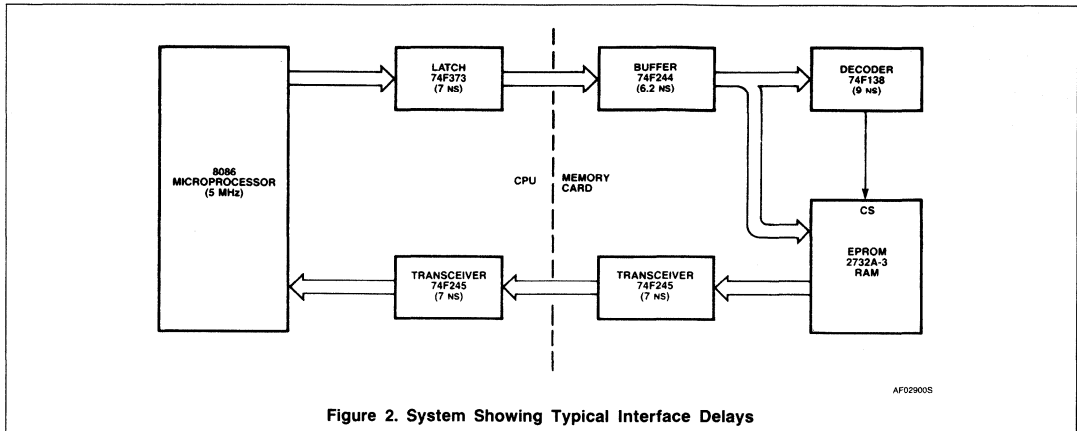 8086
MICROPROCESSOR
(5 MHz)
LATCH
74F373
(7 NS)
BUFFER
74F244
(6.2 NS)
DECODER
74F138
(9 NS)
CPU
MEMORY
CARD
CS
EPROM
2732A-3
RAM
TRANSCEIVER
74F245
(7 NS)
TRANSCEIVER
74F245
(7 NS)
AF02900S
Figure 2. System Showing Typical Interface Delays